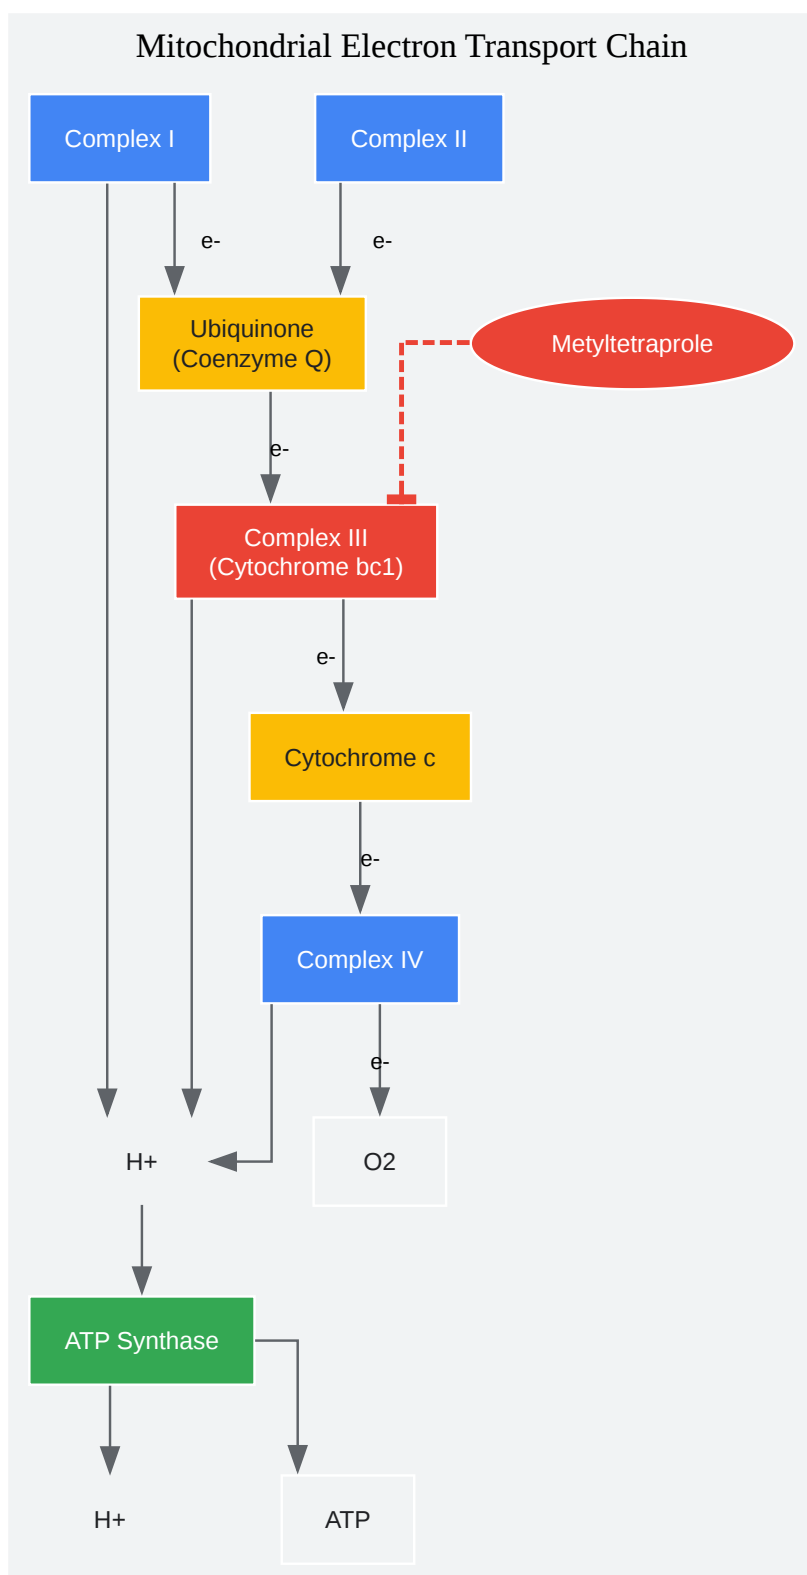 Mitochondrial Electron Transport Chain
Complex I
Complex II
e-
e-
Ubiquinone
(Coenzyme Q)
Metyltetraprole
e-
Complex III
(Cytochrome bc1)
e-
Cytochrome c
e-
Complex IV
e-
H+
O2
ATP Synthase
H+
ATP